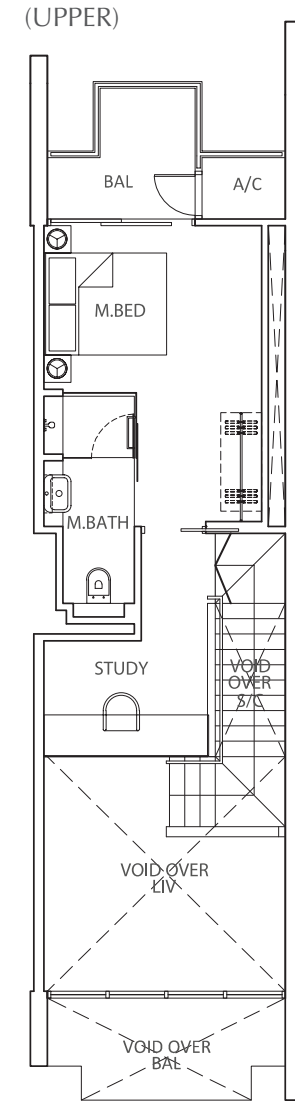 (UPPER)
BAL
A/C
M.BED
M.BATH
STUDY
VOID
OVER
S/C
VOID OVER
LIV
VOID OVER
BAL